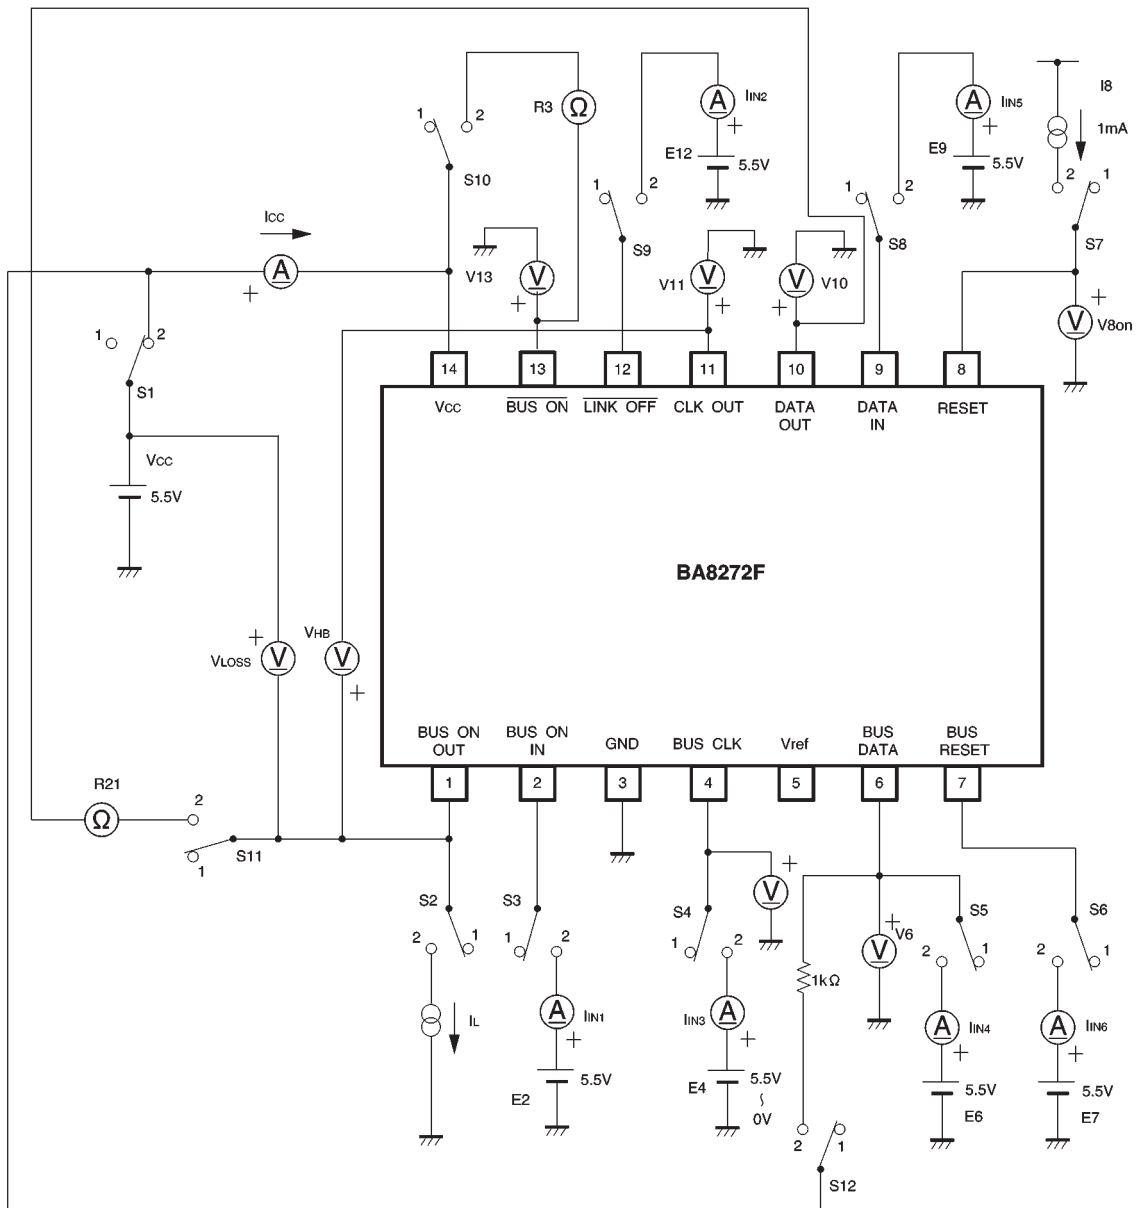 1
2
R3
Ω
S10
A
+
IIN2
E12
5.5V
1
2
S9
A
+
IIN5
E9
5.5V
1
2
S8
I8
1mA
2
1
S7
ICC
A
+
V13
V
+
V11
V
+
V
+
V10
+
V
V8on
1
2
S1
VCC
5.5V
14
13
12
11
10
9
8
VCC
BUS ON
LINK OFF
CLK OUT
DATA
OUT
DATA
IN
RESET
BA8272F
+
VLOSS
V
VHB
V
+
BUS ON
OUT
BUS ON
IN
GND
BUS CLK
Vref
BUS
DATA
BUS
RESET
1
2
3
4
5
6
7
R21
Ω
2
1
S11
S2
2
1
IL
S3
1
2
A
IIN1
+
5.5V
E2
S4
1
2
+
V
IIN3
A
+
E4
5.5V
~
0V
1kΩ
+
V6
V
S5
2
1
A
IIN4
+
5.5V
E6
S6
2
1
A
IIN6
+
5.5V
E7
2
1
S12